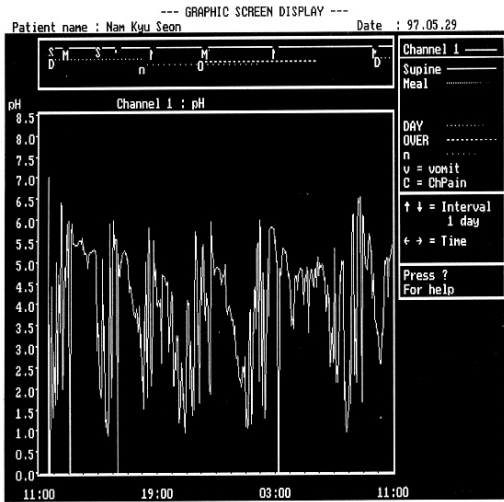 --- GRAPHIC SCREEN DISPLAY ---
Patient name : Nam Kyu Seon Date : 97.05.29
S M S ' M
D n O D
Channel 1
Supine
Meal
DAY
OVER
n
v = vomit
C = ChPain
↑ ↓ = Interval
1 day
← → = Time
Press ?
For help
pH Channel 1 : pH
8.5
8.0
7.5
7.0
6.5
6.0
5.5
5.0
4.5
4.0
3.5
3.0
2.5
2.0
1.5
1.0
0.5
0.0
11:00 19:00 03:00 11:00